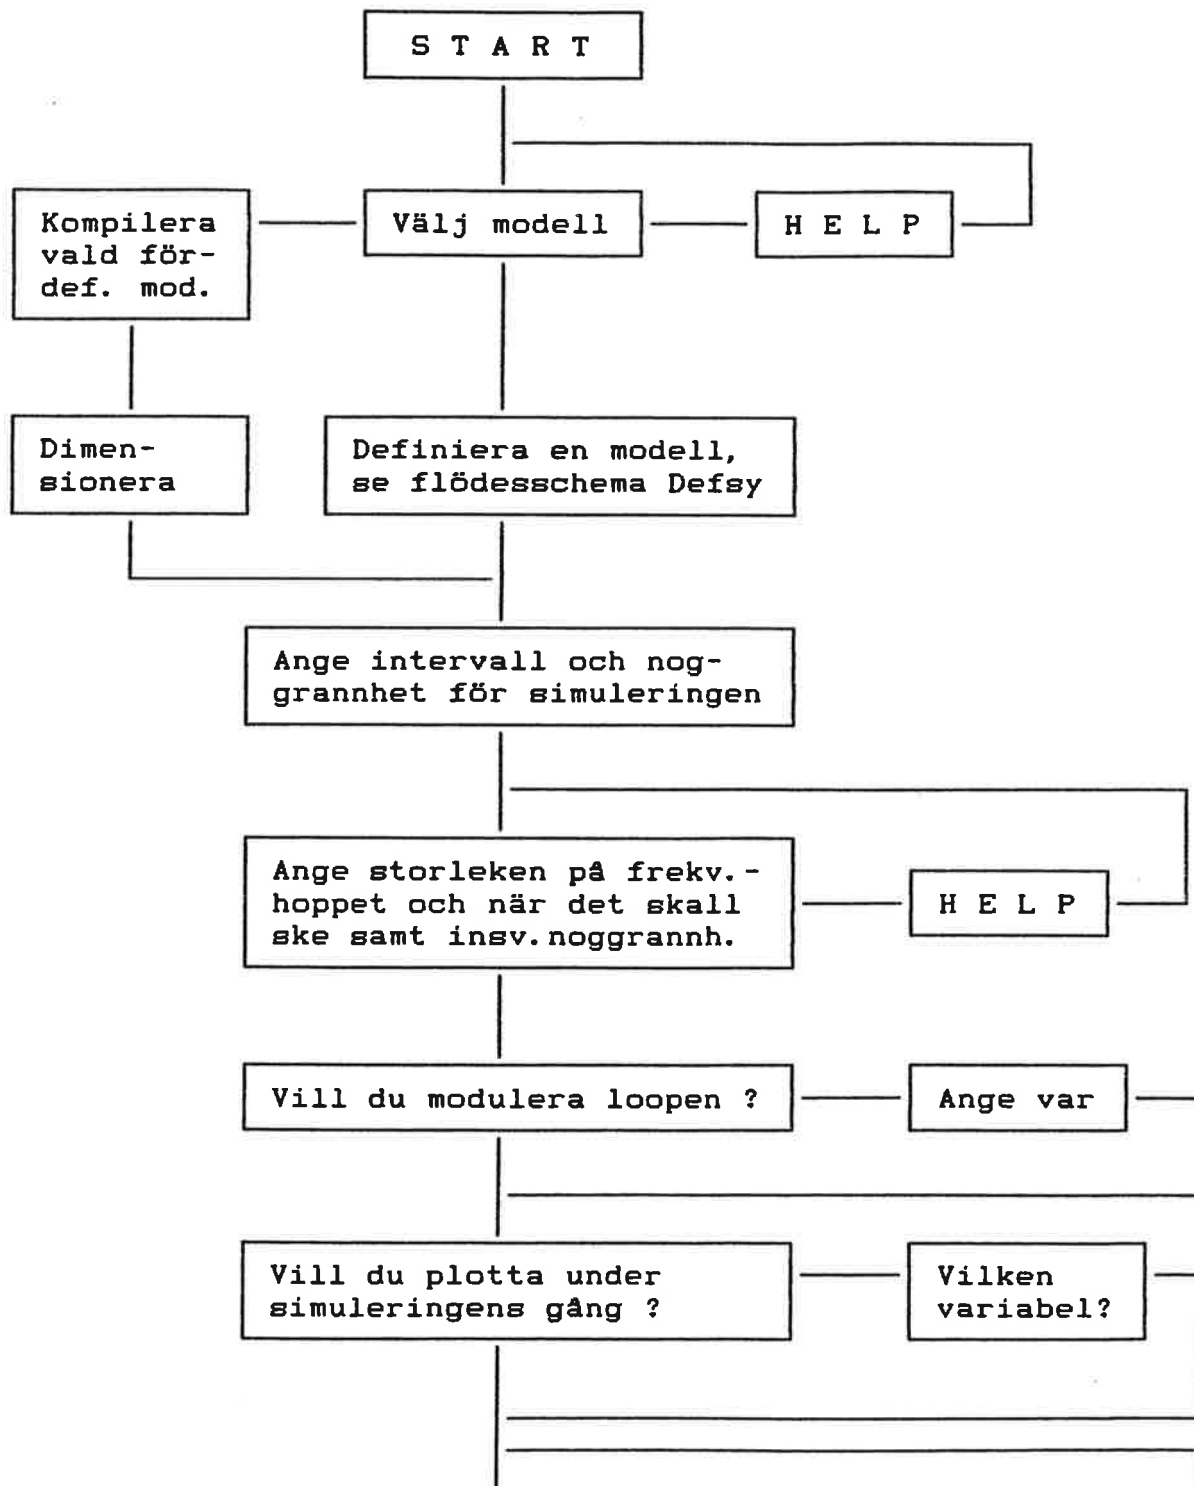 S T A R T
Kompilera
vald för-
def. mod.
Välj modell
H E L P
Dimen-
sionera
Definiera en modell,
se flödesschema Defsy
Ange intervall och nog-
grannhet för simuleringen
Ange storleken på frekv.-
hoppet och när det skall
ske samt insv.noggrannh.
H E L P
Vill du modulera loopen ?
Ange var
Vill du plotta under
simuleringens gång ?
Vilken
variabel?